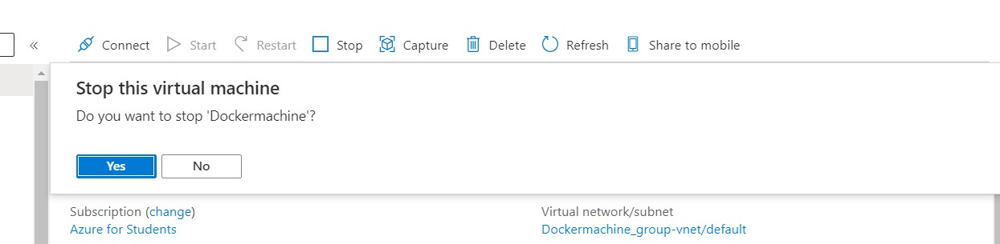 « Connect Start Restart Stop Capture Delete Refresh Share to mobile
Stop this virtual machine
Do you want to stop 'Dockermachine'?
Yes No
Subscription (change) Virtual network/subnet
Azure for Students Dockermachine_group-vnet/default